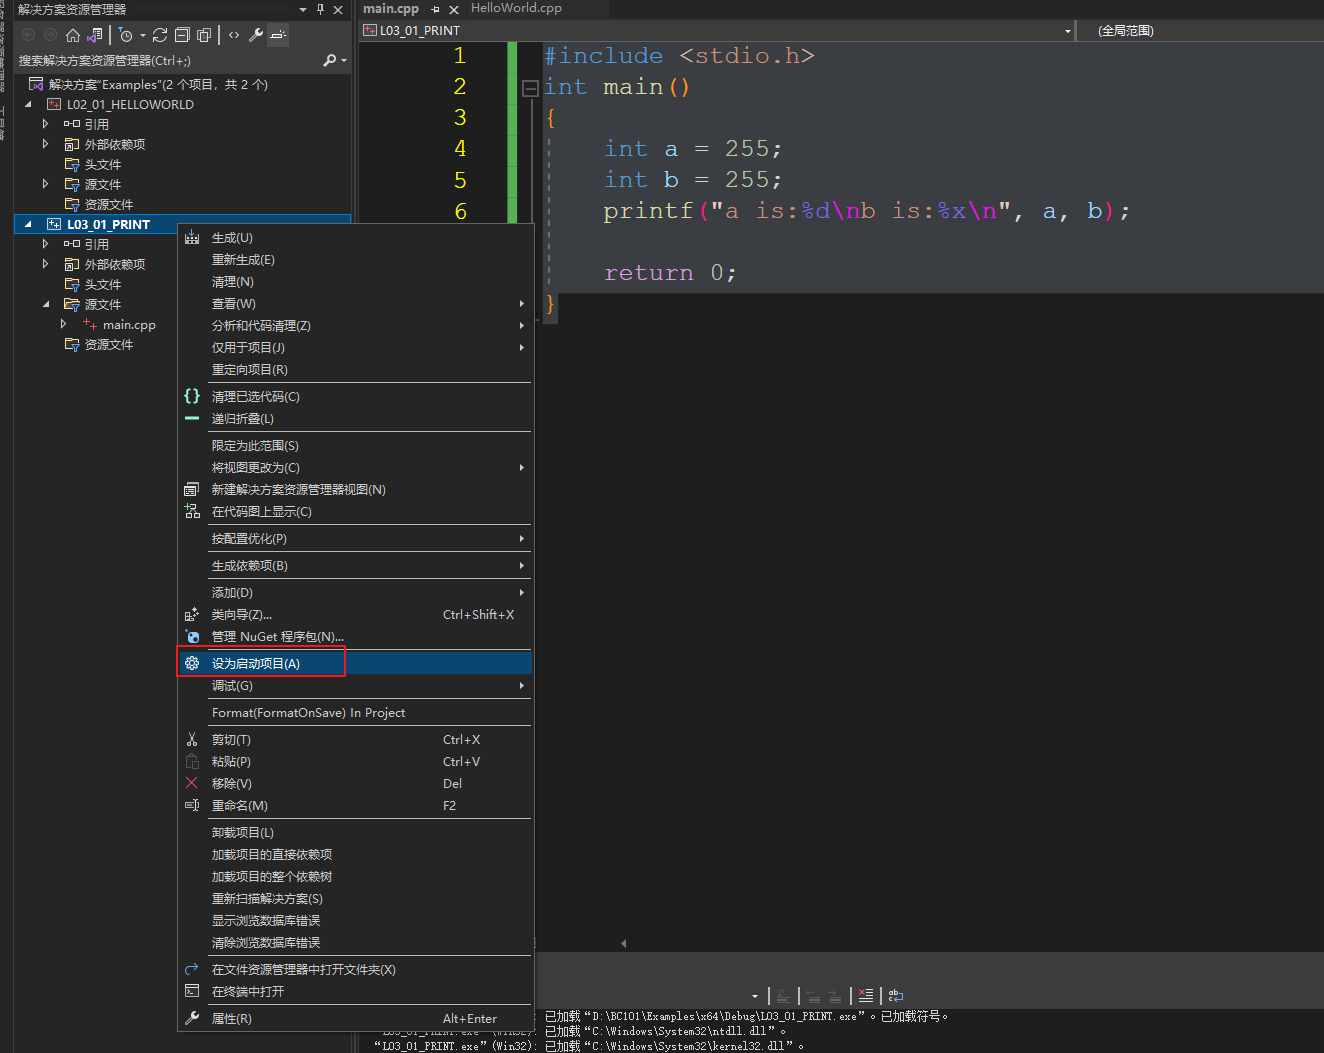 解决方案资源管理器
搜索解决方案资源管理器(Ctrl+;)
解决方案"Examples"(2 个项目，共 2 个)
L02_01_HELLOWORLD
引用
外部依赖项
头文件
源文件
资源文件
L03_01_PRINT
引用
外部依赖项
头文件
源文件
main.cpp
资源文件
生成(U)
重新生成(E)
清理(N)
查看(W)
分析和代码清理(Z)
仅用于项目(J)
重定向项目(R)
清理已选代码(C)
递归折叠(L)
限定为此范围(S)
将视图更改为(C)
新建解决方案资源管理器视图(N)
在代码图上显示(C)
按配置优化(P)
生成依赖项(B)
添加(D)
类向导(Z)... Ctrl+Shift+X
管理 NuGet 程序包(N)...
设为启动项目(A)
调试(G)
Format(FormatOnSave) In Project
剪切(T) Ctrl+X
粘贴(P) Ctrl+V
移除(V) Del
重命名(M) F2
卸载项目(L)
加载项目的直接依赖项
加载项目的整个依赖树
重新扫描解决方案(S)
显示浏览数据库错误
清除浏览数据库错误
在文件资源管理器中打开文件夹(X)
在终端中打开
属性(R) Alt+Enter
main.cpp HelloWorld.cpp
L03_01_PRINT (全局范围)
1 #include <stdio.h>
2 int main()
3 {
4 int a = 255;
5 int b = 255;
6 printf("a is:%d\nb is:%x\n", a, b);
return 0;
}
已加载“D:\BC101\Examples\x64\Debug\L03_01_PRINT.exe”。已加载符号。
“L03_01_PRINT.exe”(Win32): 已加载“C:\Windows\System32\ntdll.dll”。
“L03_01_PRINT.exe”(Win32): 已加载“C:\Windows\System32\kernel32.dll”。